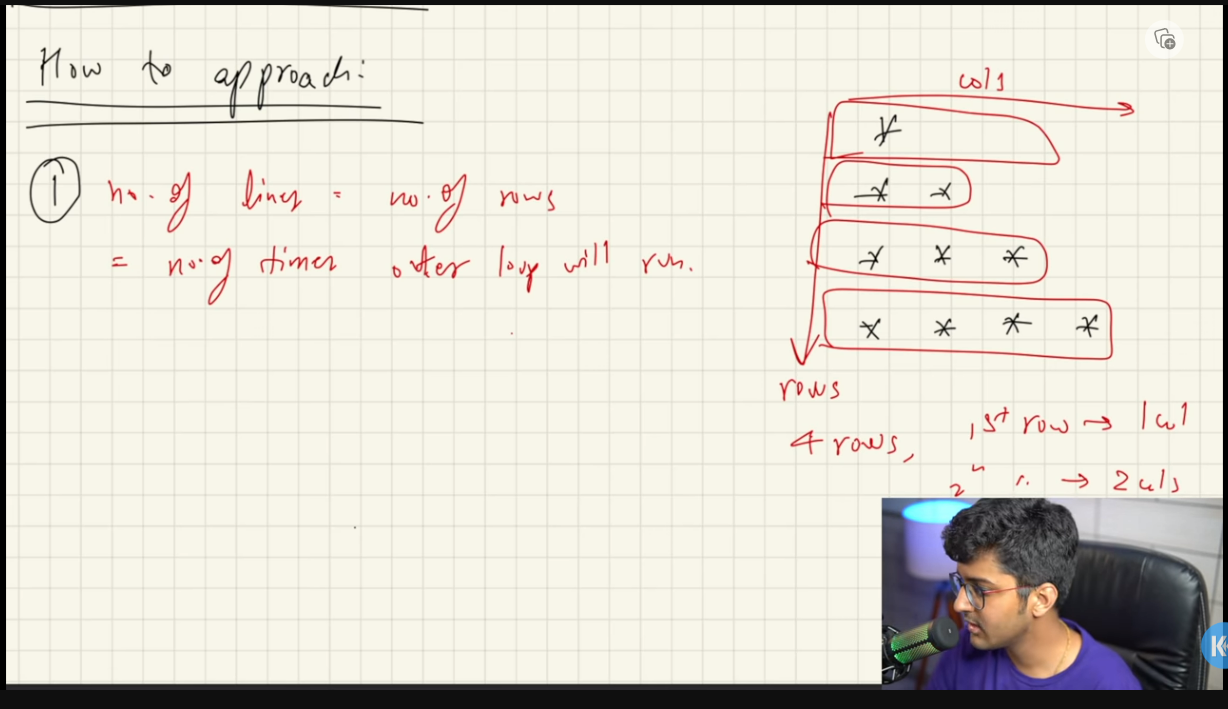 How to approach:
① no. of lines = no. of rows
= no. of times outer loop will run.
cols
*
* *
* * *
* * * *
rows
4 rows,
1st row → 1 col
2 → 2 cols
K